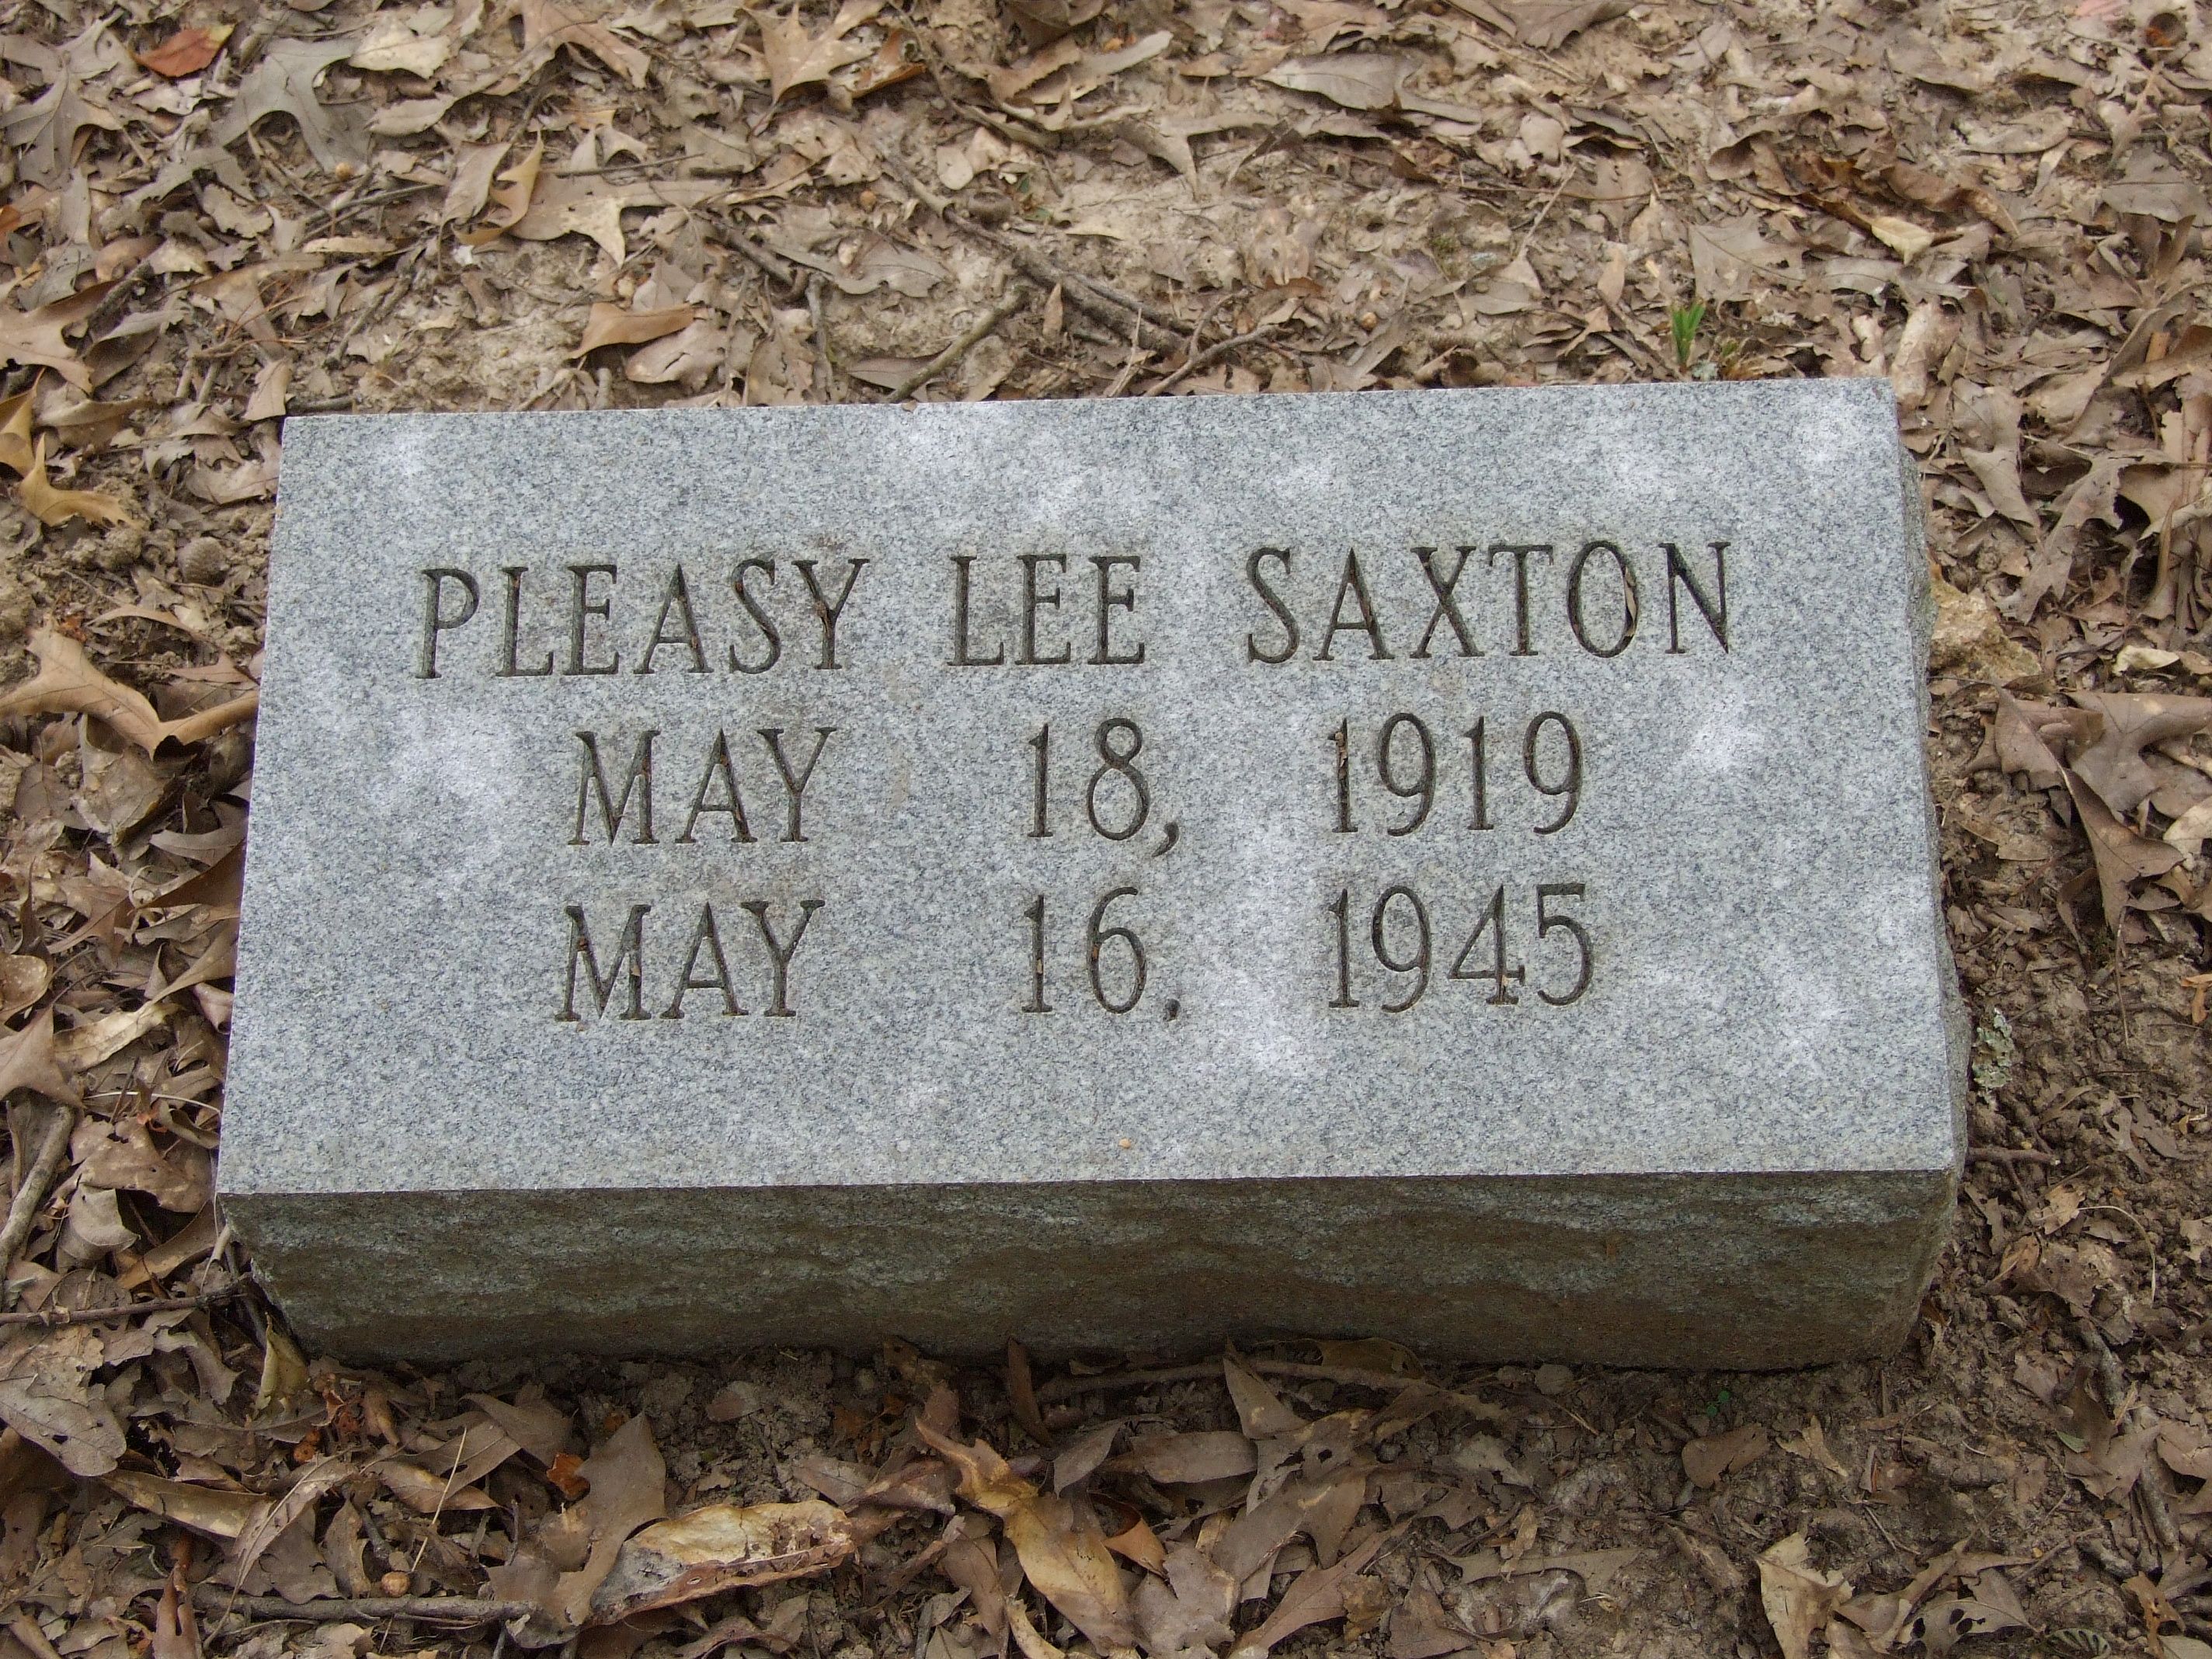 PLEASY LEE SAXTON
MAY 18, 1919
MAY 16, 1945